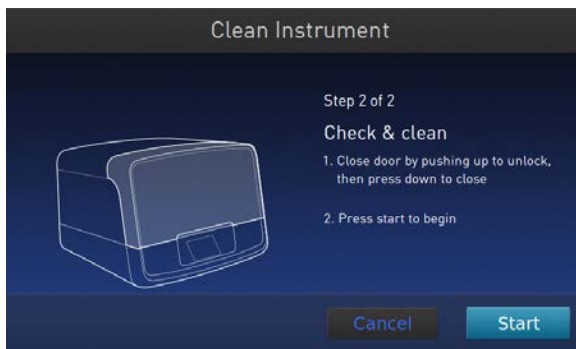 Clean Instrument
Step 2 of 2
Check & clean
1. Close door by pushing up to unlock,
then press down to close
2. Press start to begin
Cancel
Start